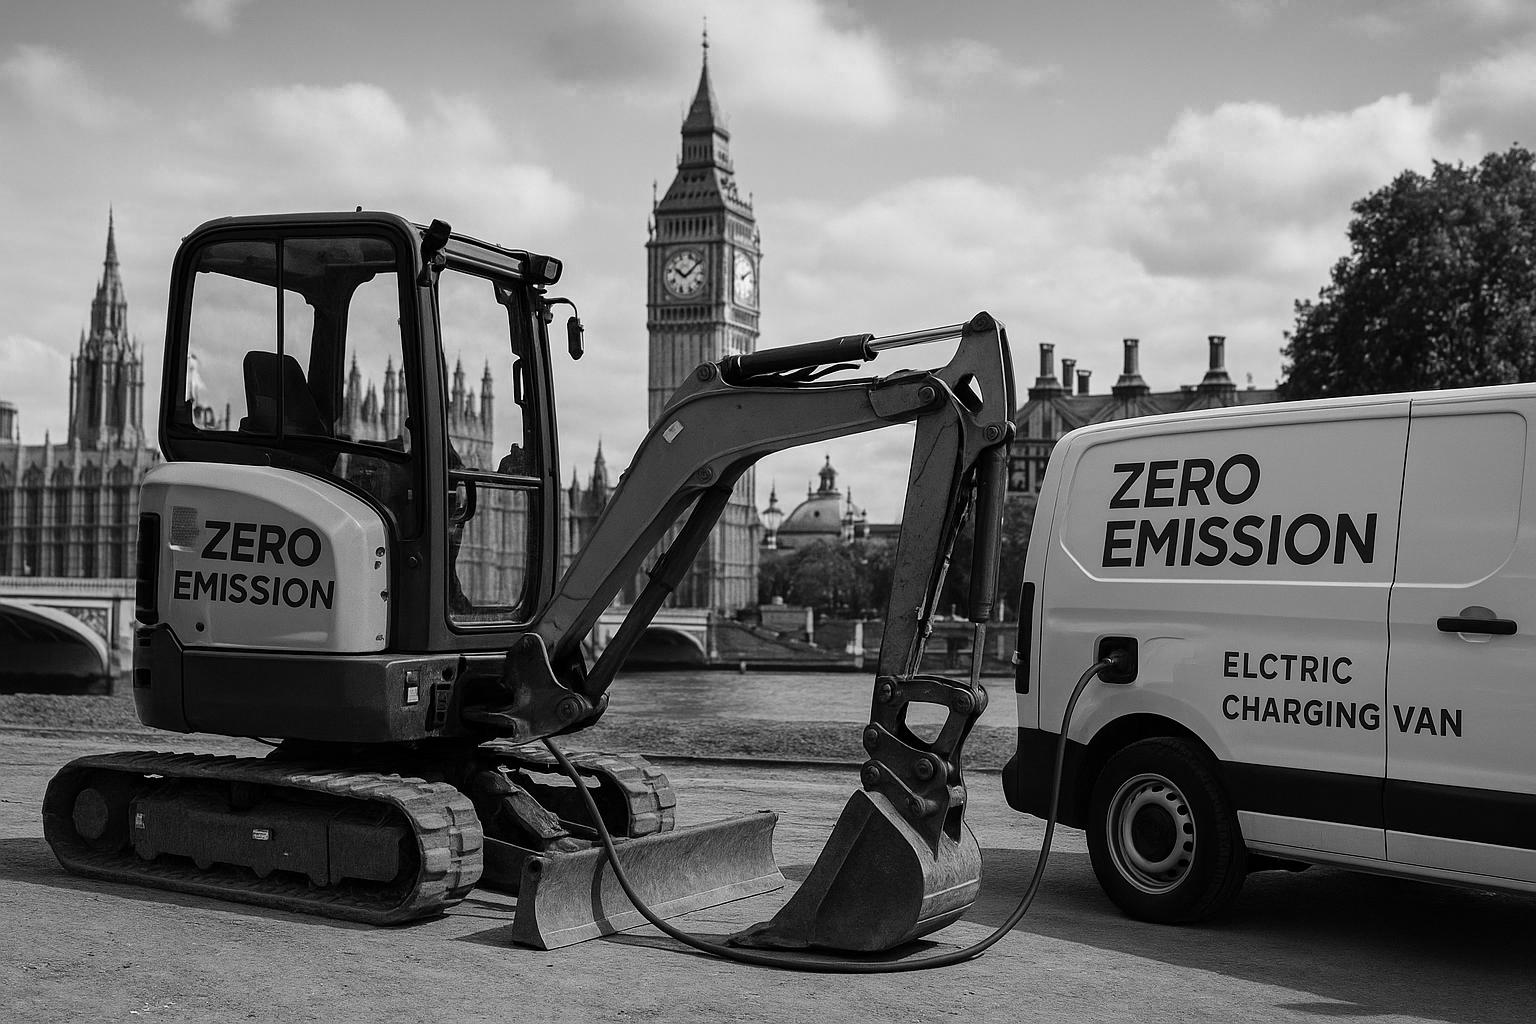 ZERO
EMISSION
ZERO
EMISSION
ELCTRIC
CHARGING VAN